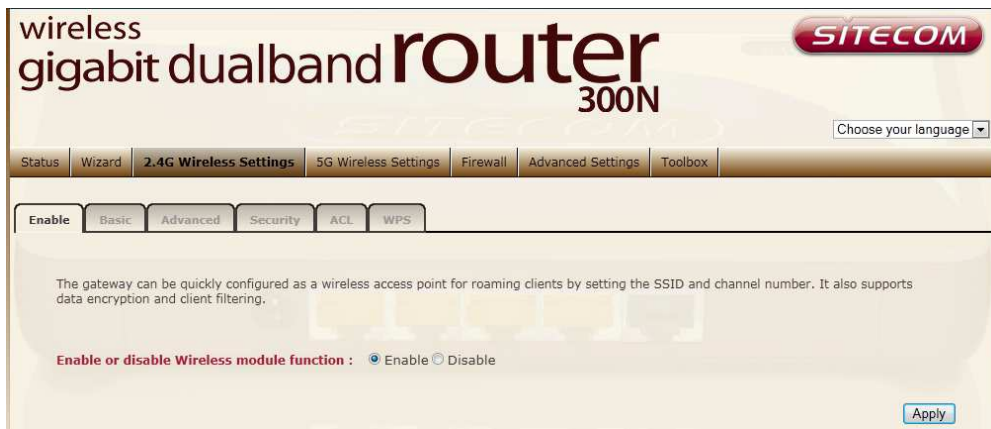 wireless
gigabit dualband router
300N
SITECOM
Choose your language
Status Wizard 2.4G Wireless Settings 5G Wireless Settings Firewall Advanced Settings Toolbox
Enable Basic Advanced Security ACL WPS
The gateway can be quickly configured as a wireless access point for roaming clients by setting the SSID and channel number. It also supports
data encryption and client filtering.
Enable or disable Wireless module function : Enable Disable
Apply